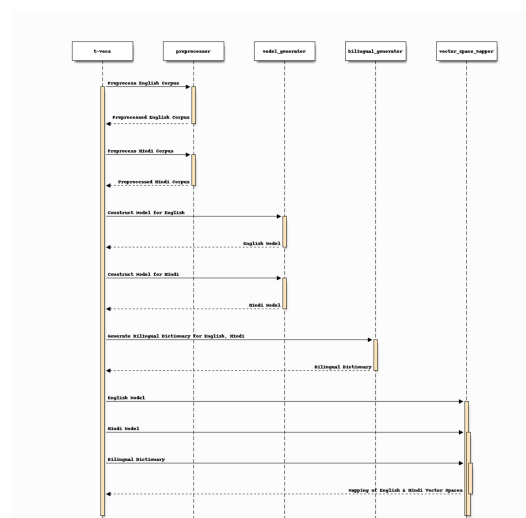 t-vecs
preprocessor
model_generator
bilingual_generator
vector_space_mapper
Preprocess English Corpus
Preprocessed English Corpus
Preprocess Hindi Corpus
Preprocessed Hindi Corpus
Construct Model for English
English Model
Construct Model for Hindi
Hindi Model
Generate Bilingual Dictionary for English, Hindi
Bilingual Dictionary
English Model
Hindi Model
Bilingual Dictionary
Mapping of English & Hindi Vector Spaces